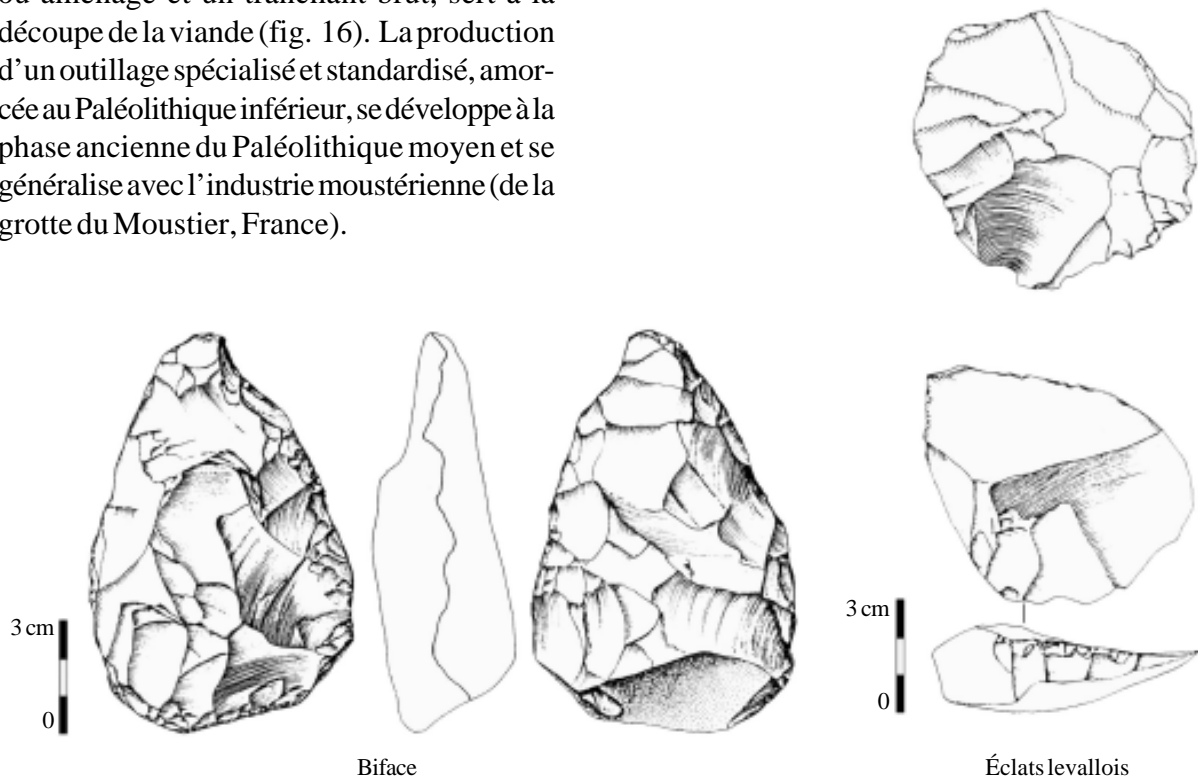 ou aménagé et un tranchant brut, sert à la
découpe de la viande (fig. 16). La production
d'un outillage spécialisé et standardisé, amor-
cée au Paléolithique inférieur, se développe à la
phase ancienne du Paléolithique moyen et se
généralise avec l'industrie moustérienne (de la
grotte du Moustier, France).
3 cm
0
3 cm
0
Biface
Éclats levallois